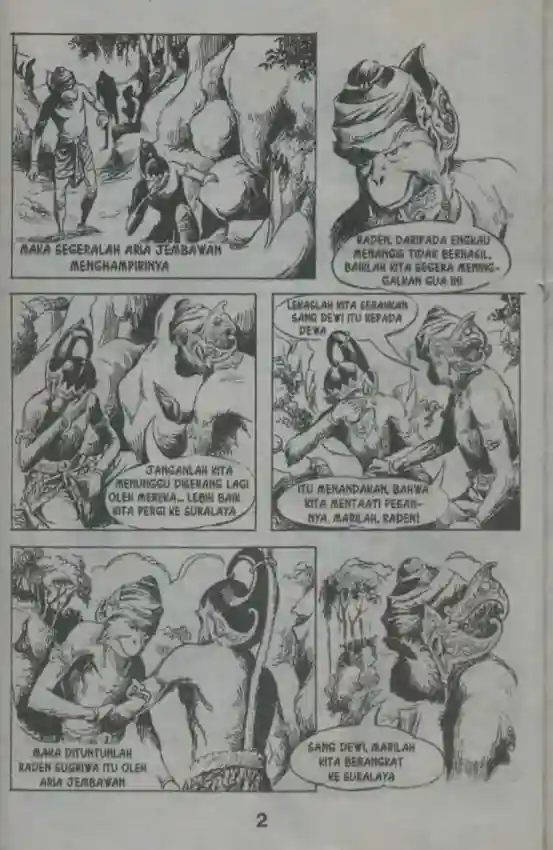 MAKA SEGERALAH ARIA JEMBAWAN
MENGHAMPIRINYA
RADEN, DARIPADA ENGKAU
MENANGIS TIDAK BERHASIL,
BAIKLAH KITA SEGERA MENING-
GALKAN GUA INI
JANGANLAH KITA
MENUNGGU DISERANG LAGI
OLEH MEREKA... LEBIH BAIK
KITA PERGI KE SURALAYA
LEKASLAH KITA SERAHKAN
SANG DEWI ITU KEPADA
DEWA
ITU MENANDAKAN, BAHWA
KITA MENTAATI PESAN-
NYA. MARILAH, RADEN!
MAKA DITUNTUNLAH
RADEN SUGRIWA ITU OLEH
ARIA JEMBAWAN
SANG DEWI, MARILAH
KITA BERANGKAT
KE SURALAYA
2